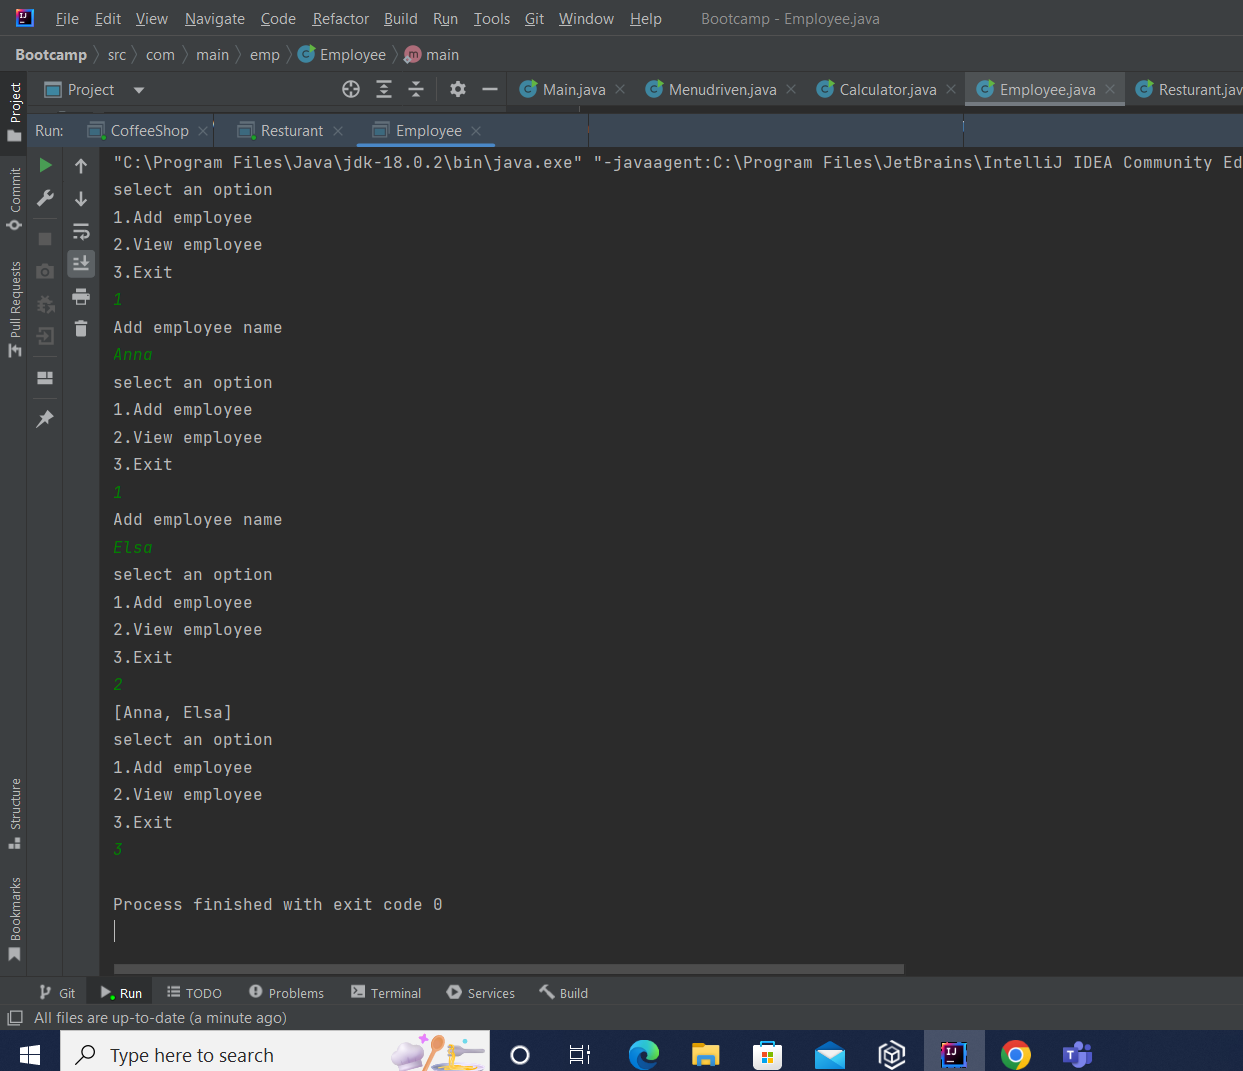 File Edit View Navigate Code Refactor Build Run Tools Git Window Help Bootcamp - Employee.java
Bootcamp src com main emp Employee main
Project Main.java Menudriven.java Calculator.java Employee.java Resturant.jav
Run: CoffeeShop Resturant Employee
"C:\Program Files\Java\jdk-18.0.2\bin\java.exe" "-javaagent:C:\Program Files\JetBrains\IntelliJ IDEA Community Ed
select an option
1.Add employee
2.View employee
3.Exit
1
Add employee name
Anna
select an option
1.Add employee
2.View employee
3.Exit
1
Add employee name
Elsa
select an option
1.Add employee
2.View employee
3.Exit
2
[Anna, Elsa]
select an option
1.Add employee
2.View employee
3.Exit
3
Process finished with exit code 0
Project
Commit
Pull Requests
Structure
Bookmarks
Git Run TODO Problems Terminal Services Build
All files are up-to-date (a minute ago)
Type here to search